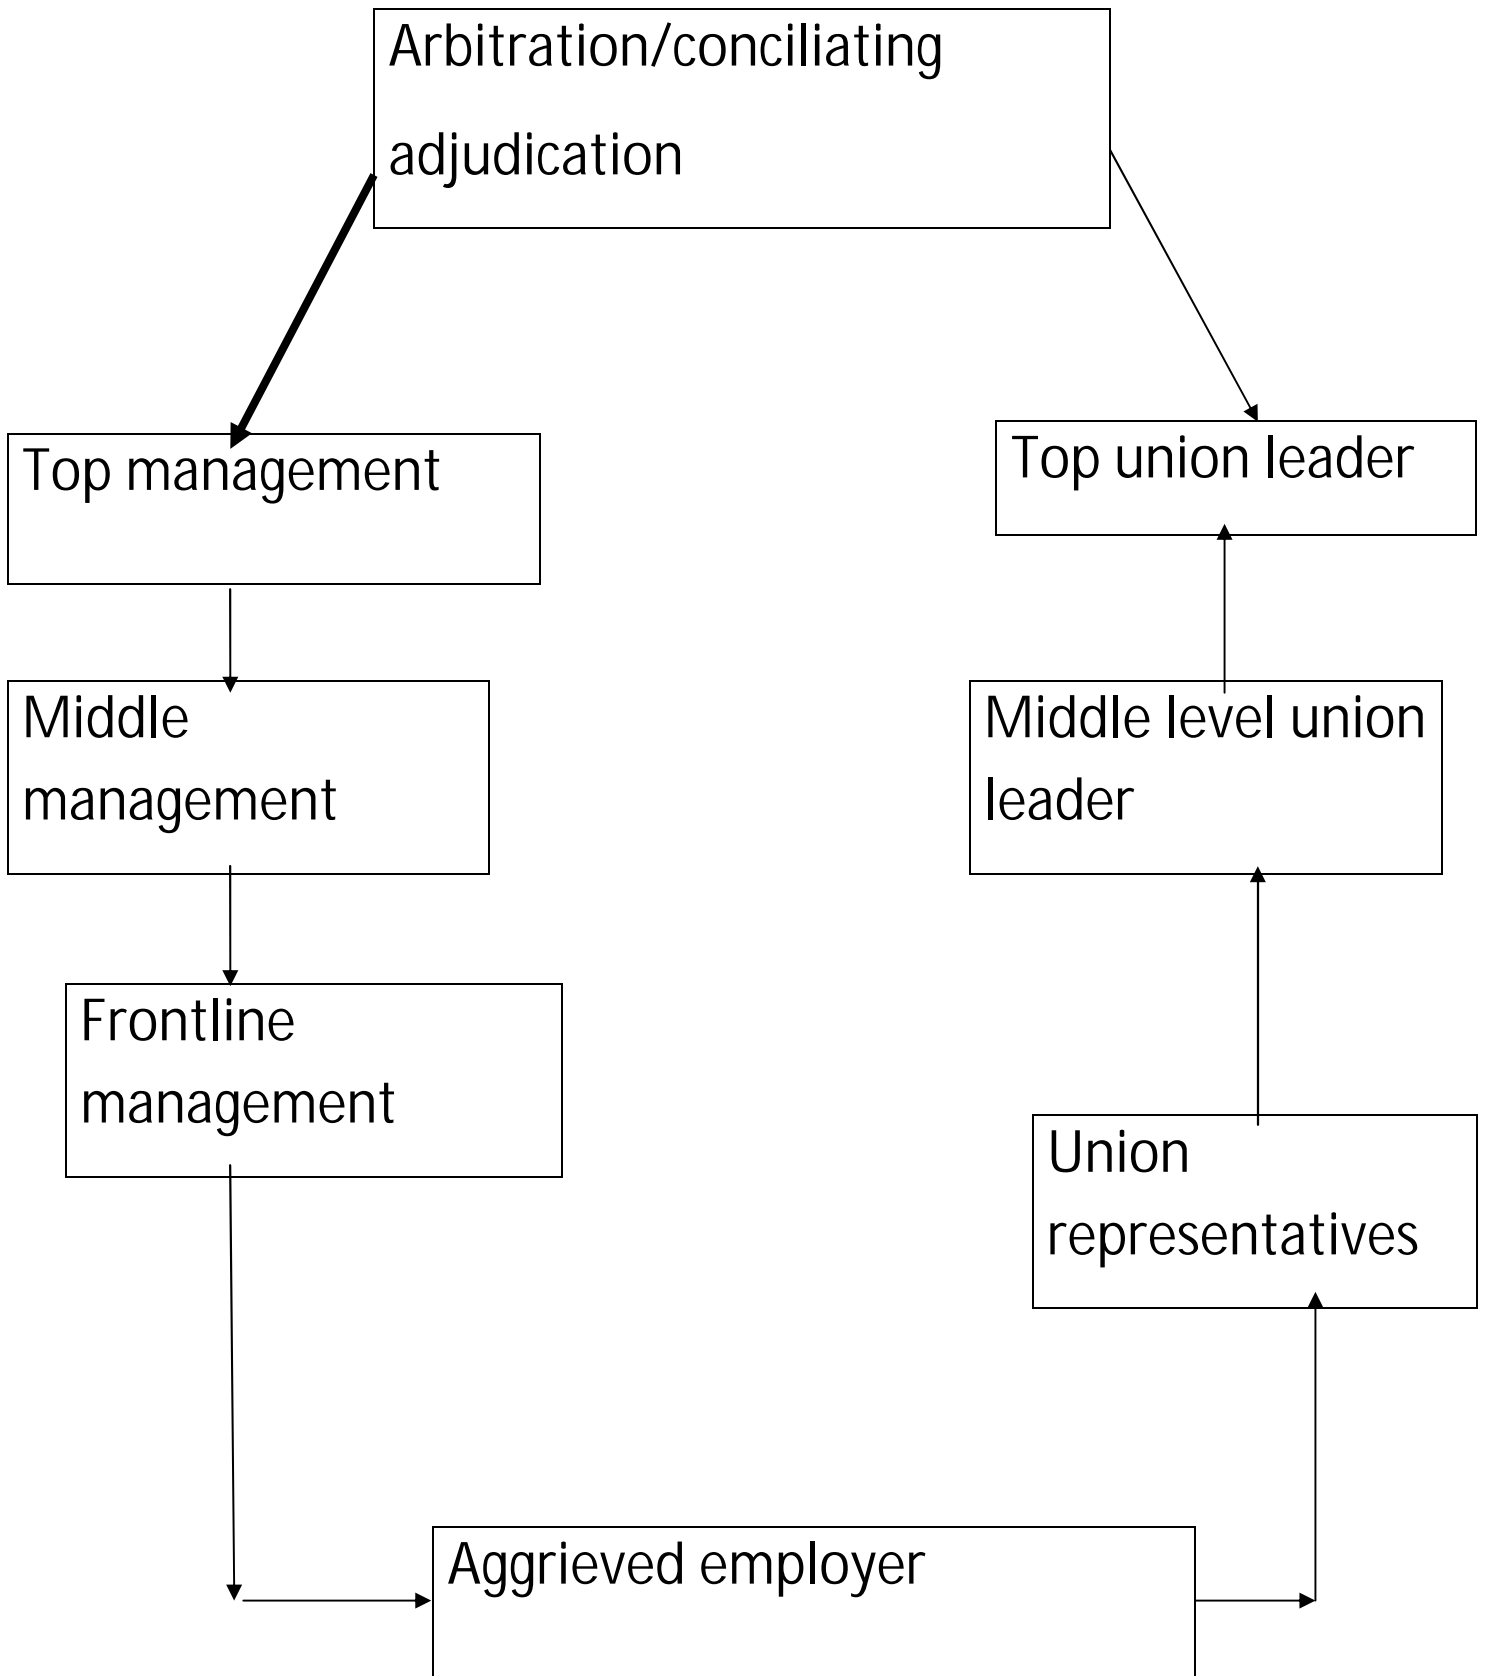 Arbitration/conciliating
adjudication
Top management
Top union leader
Middle
management
Middle level union
leader
Frontline
management
Union
representatives
Aggrieved employer